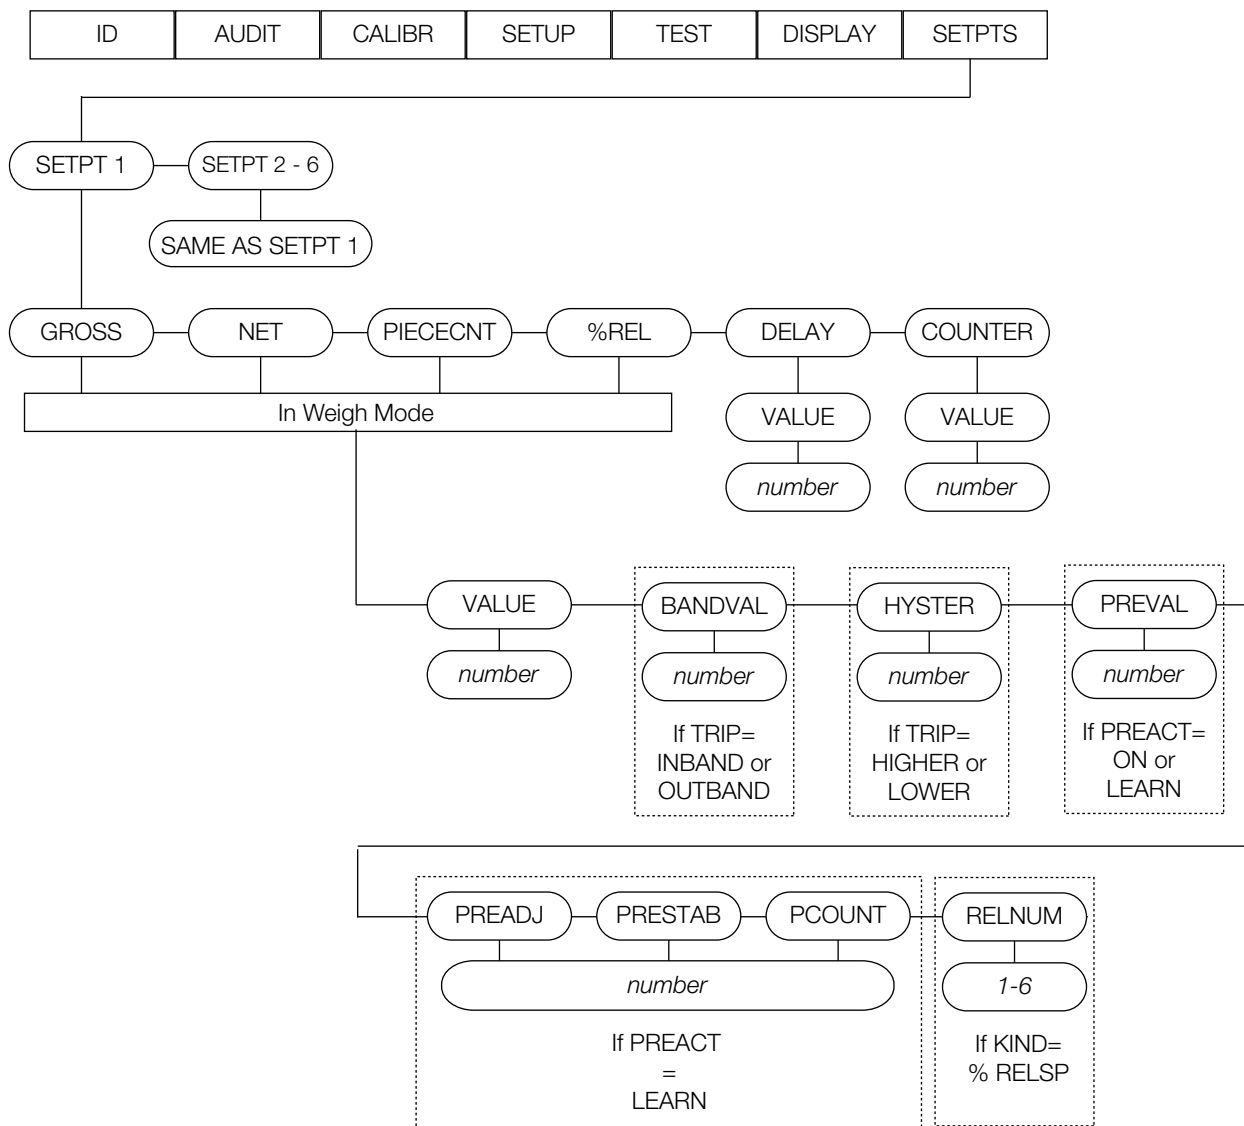 ID AUDIT CALIBR SETUP TEST DISPLAY SETPTS
SETPT 1 SETPT 2 - 6
SAME AS SETPT 1
GROSS NET PIECECNT %REL DELAY COUNTER
In Weigh Mode VALUE VALUE
number number
VALUE BANDVAL HYSTER PREVAL
number number number number
If TRIP=
INBAND or
OUTBAND
If TRIP=
HIGHER or
LOWER
If PREACT=
ON or
LEARN
PREADJ PRESTAB PCOUNT RELNUM
number 1-6
If PREACT
=
LEARN
If KIND=
% RELSP